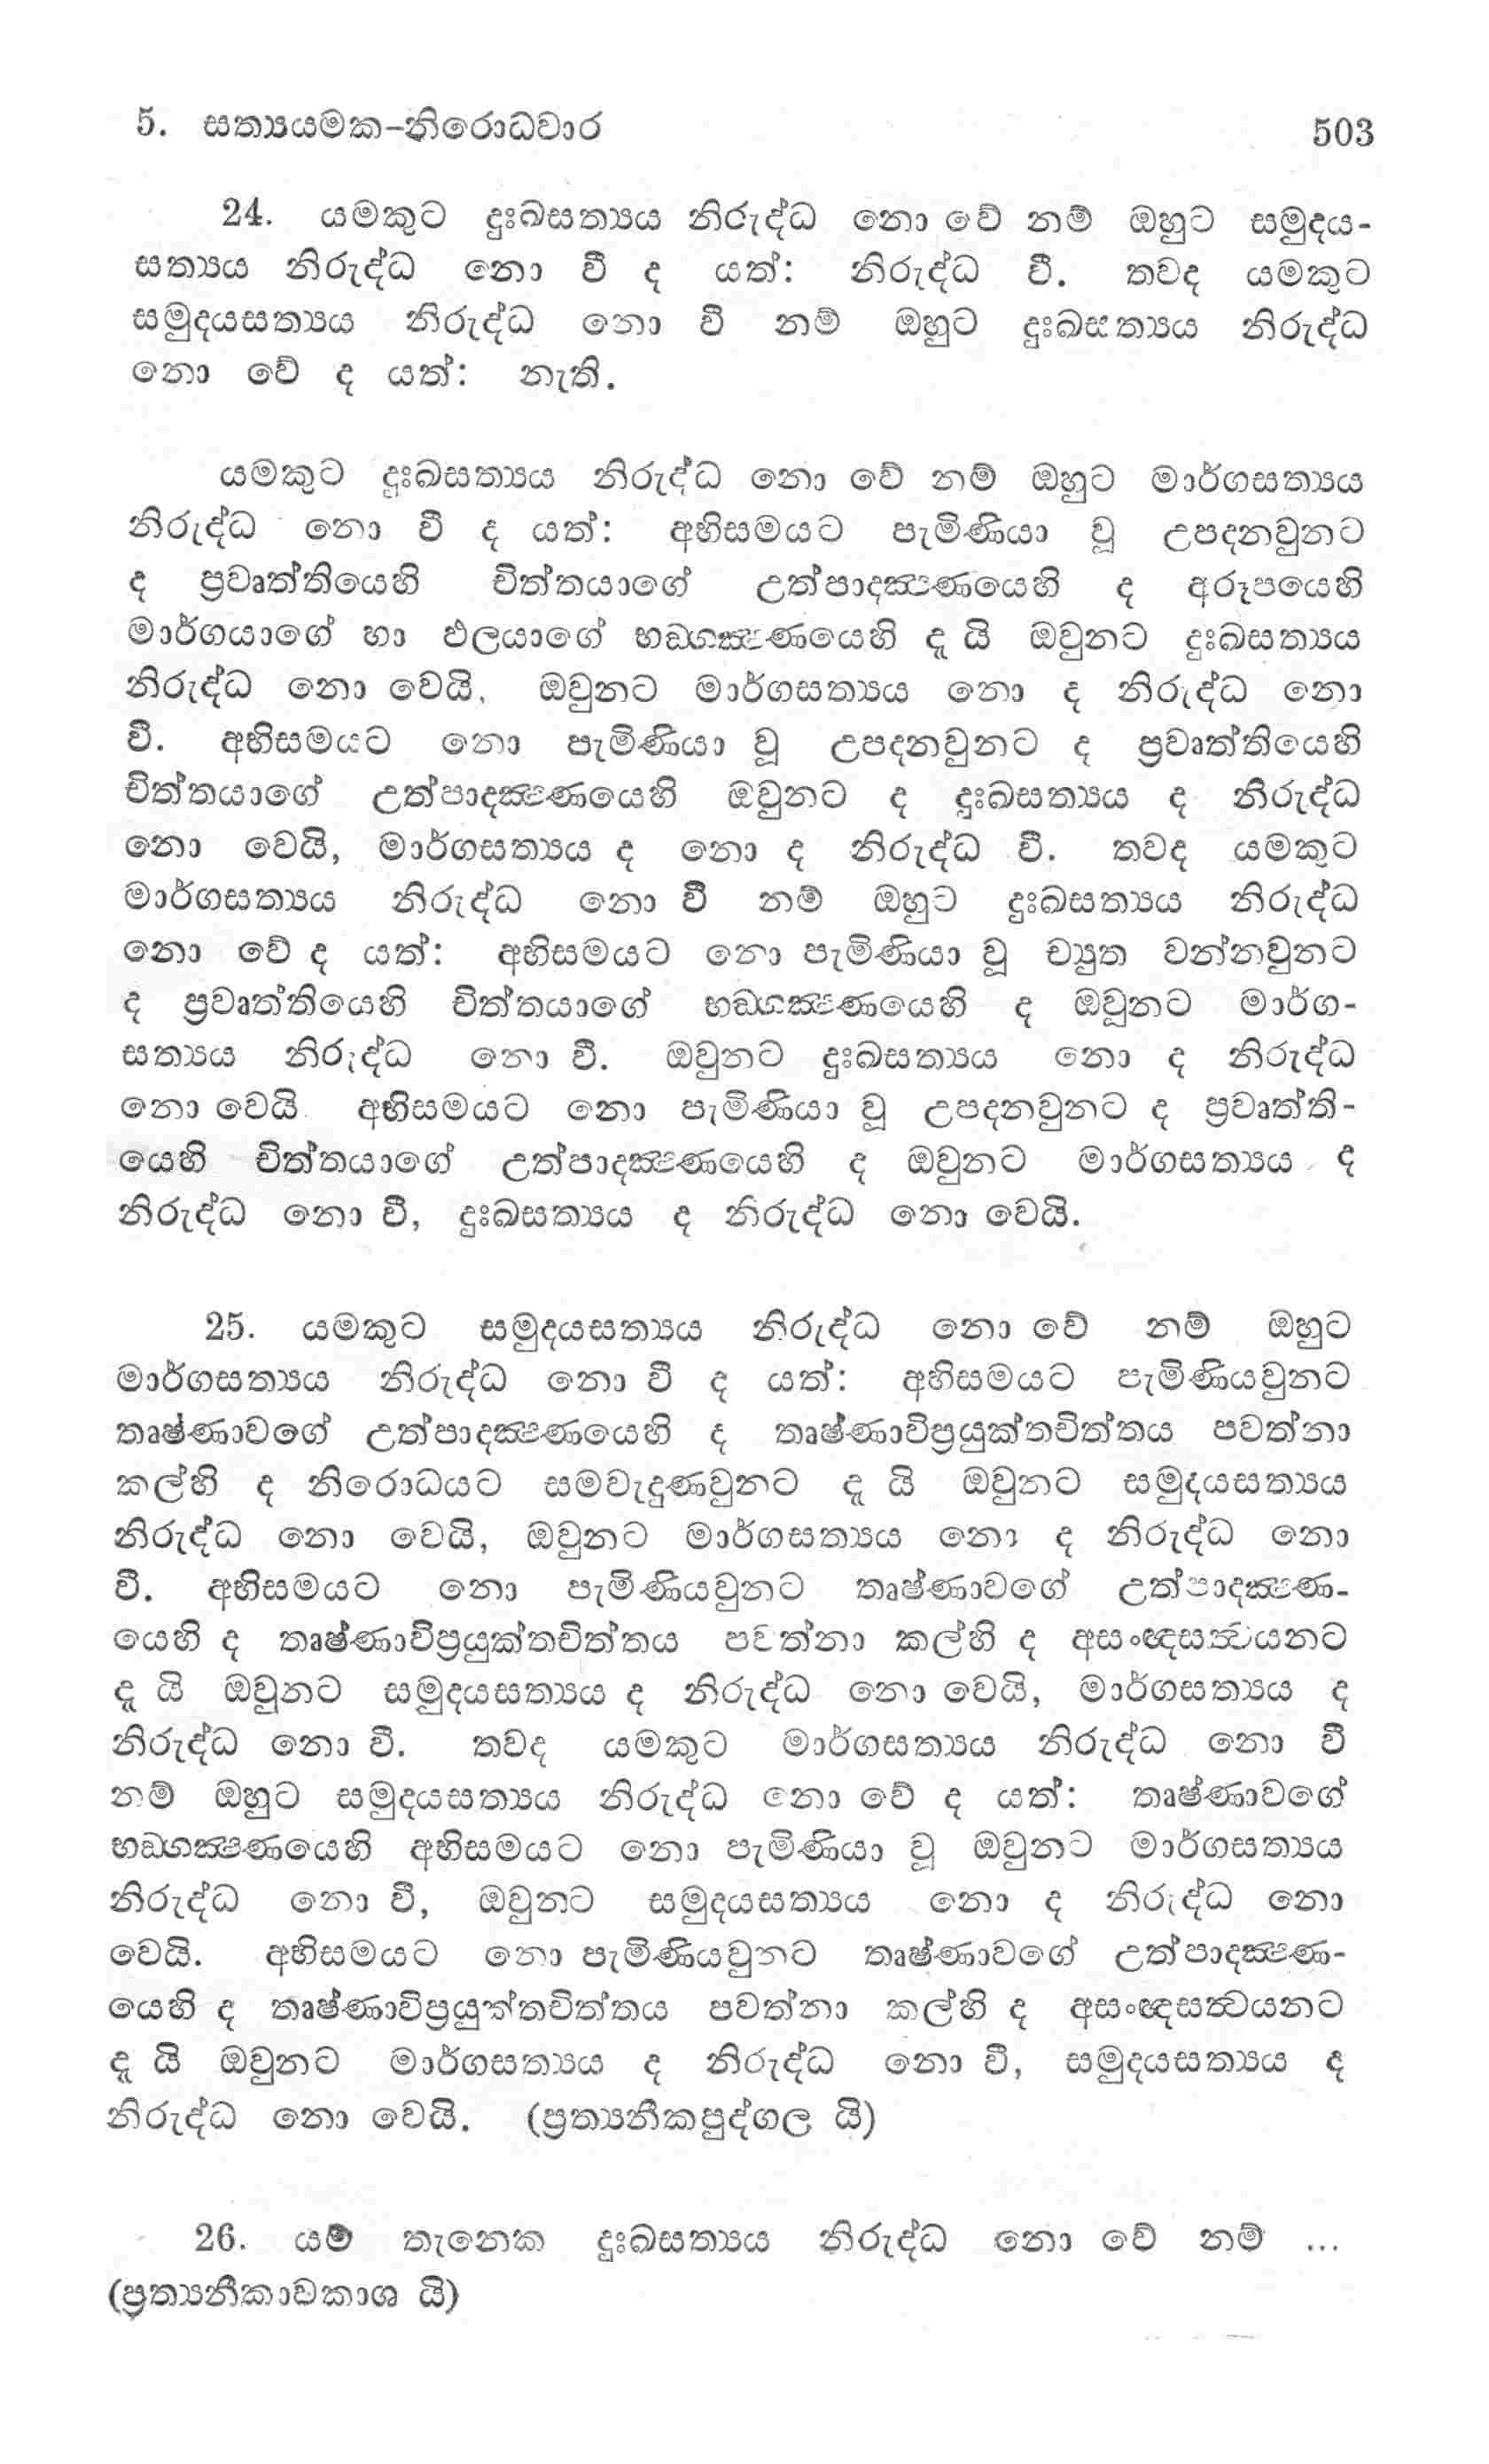 5. සත්‍යයමක-නිරොධවාර 503
24. යමකුට දුඃඛසත්‍යය නිරුද්ධ නො වේ නම් ඔහුට සමුදය-
සත්‍යය නිරුද්ධ නො වී ද යත්: නිරුද්ධ වී. තවද යමකුට
සමුදයසත්‍යය නිරුද්ධ නො වී නම් ඔහුට දුඃඛසත්‍යය නිරුද්ධ
නො වේ ද යත්: නැති.
යමකුට දුඃඛසත්‍යය නිරුද්ධ නො වේ නම් ඔහුට මාර්ගසත්‍යය
නිරුද්ධ නො වී ද යත්: අභිසමයට පැමිණියා වූ උපදනවුනට
ද ප්‍රවෘත්තියෙහි චිත්තයාගේ උත්පාදක්‍ෂණයෙහි ද අරූපයෙහි
මාර්ගයාගේ හා ඵලයාගේ භඞ්ගක්‍ෂණයෙහි දැ යි ඔවුනට දුඃඛසත්‍යය
නිරුද්ධ නො වෙයි, ඔවුනට මාර්ගසත්‍යය නො ද නිරුද්ධ නො
වී. අභිසමයට නො පැමිණියා වූ උපදනවුනට ද ප්‍රවෘත්තියෙහි
චිත්තයාගේ උත්පාදක්‍ෂණයෙහි ඔවුනට ද දුඃඛසත්‍යය ද නිරුද්ධ
නො වෙයි, මාර්ගසත්‍යය ද නො ද නිරුද්ධ වී. තවද යමකුට
මාර්ගසත්‍යය නිරුද්ධ නො වී නම් ඔහුට දුඃඛසත්‍යය නිරුද්ධ
නො වේ ද යත්: අභිසමයට නො පැමිණියා වූ ච්‍යුත වන්නවුනට
ද ප්‍රවෘත්තියෙහි චිත්තයාගේ භඞ්ගක්‍ෂණයෙහි ද ඔවුනට මාර්ග-
සත්‍යය නිරුද්ධ නො වී. ඔවුනට දුඃඛසත්‍යය නො ද නිරුද්ධ
නො වෙයි. අභිසමයට නො පැමිණියා වූ උපදනවුනට ද ප්‍රවෘත්ති-
යෙහි චිත්තයාගේ උත්පාදක්‍ෂණයෙහි ද ඔවුනට මාර්ගසත්‍යය ද
නිරුද්ධ නො වී, දුඃඛසත්‍යය ද නිරුද්ධ නො වෙයි.
25. යමකුට සමුදයසත්‍යය නිරුද්ධ නො වේ නම් ඔහුට
මාර්ගසත්‍යය නිරුද්ධ නො වී ද යත්: අභිසමයට පැමිණියවුනට
තෘෂ්ණාවගේ උත්පාදක්‍ෂණයෙහි ද තෘෂ්ණාවිප්‍රයුක්තචිත්තය පවත්නා
කල්හි ද නිරොධයට සමවැදුණවුනට දැ යි ඔවුනට සමුදයසත්‍යය
නිරුද්ධ නො වෙයි, ඔවුනට මාර්ගසත්‍යය නො ද නිරුද්ධ නො
වී. අභිසමයට නො පැමිණියවුනට තෘෂ්ණාවගේ උත්පාදක්‍ෂණ-
යෙහි ද තෘෂ්ණාවිප්‍රයුක්තචිත්තය පවත්නා කල්හි ද අසංඥසත්‍වයනට
දැ යි ඔවුනට සමුදයසත්‍යය ද නිරුද්ධ නො වෙයි, මාර්ගසත්‍යය ද
නිරුද්ධ නො වී. තවද යමකුට මාර්ගසත්‍යය නිරුද්ධ නො වී
නම් ඔහුට සමුදයසත්‍යය නිරුද්ධ නො වේ ද යත්: තෘෂ්ණාවගේ
භඞ්ගක්‍ෂණයෙහි අභිසමයට නො පැමිණියා වූ ඔවුනට මාර්ගසත්‍යය
නිරුද්ධ නො වී, ඔවුනට සමුදයසත්‍යය නො ද නිරුද්ධ නො
වෙයි. අභිසමයට නො පැමිණියවුනට තෘෂ්ණාවගේ උත්පාදක්‍ෂණ-
යෙහි ද තෘෂ්ණාවිප්‍රයුක්තචිත්තය පවත්නා කල්හි ද අසංඥසත්‍වයනට
දැ යි ඔවුනට මාර්ගසත්‍යය ද නිරුද්ධ නො වී, සමුදයසත්‍යය ද
නිරුද්ධ නො වෙයි. (ප්‍රත්‍යනීකපුද්ගල යි)
26. යම් තැනෙක දුඃඛසත්‍යය නිරුද්ධ නො වේ නම් ...
(ප්‍රත්‍යනීකාවකාශ යි)